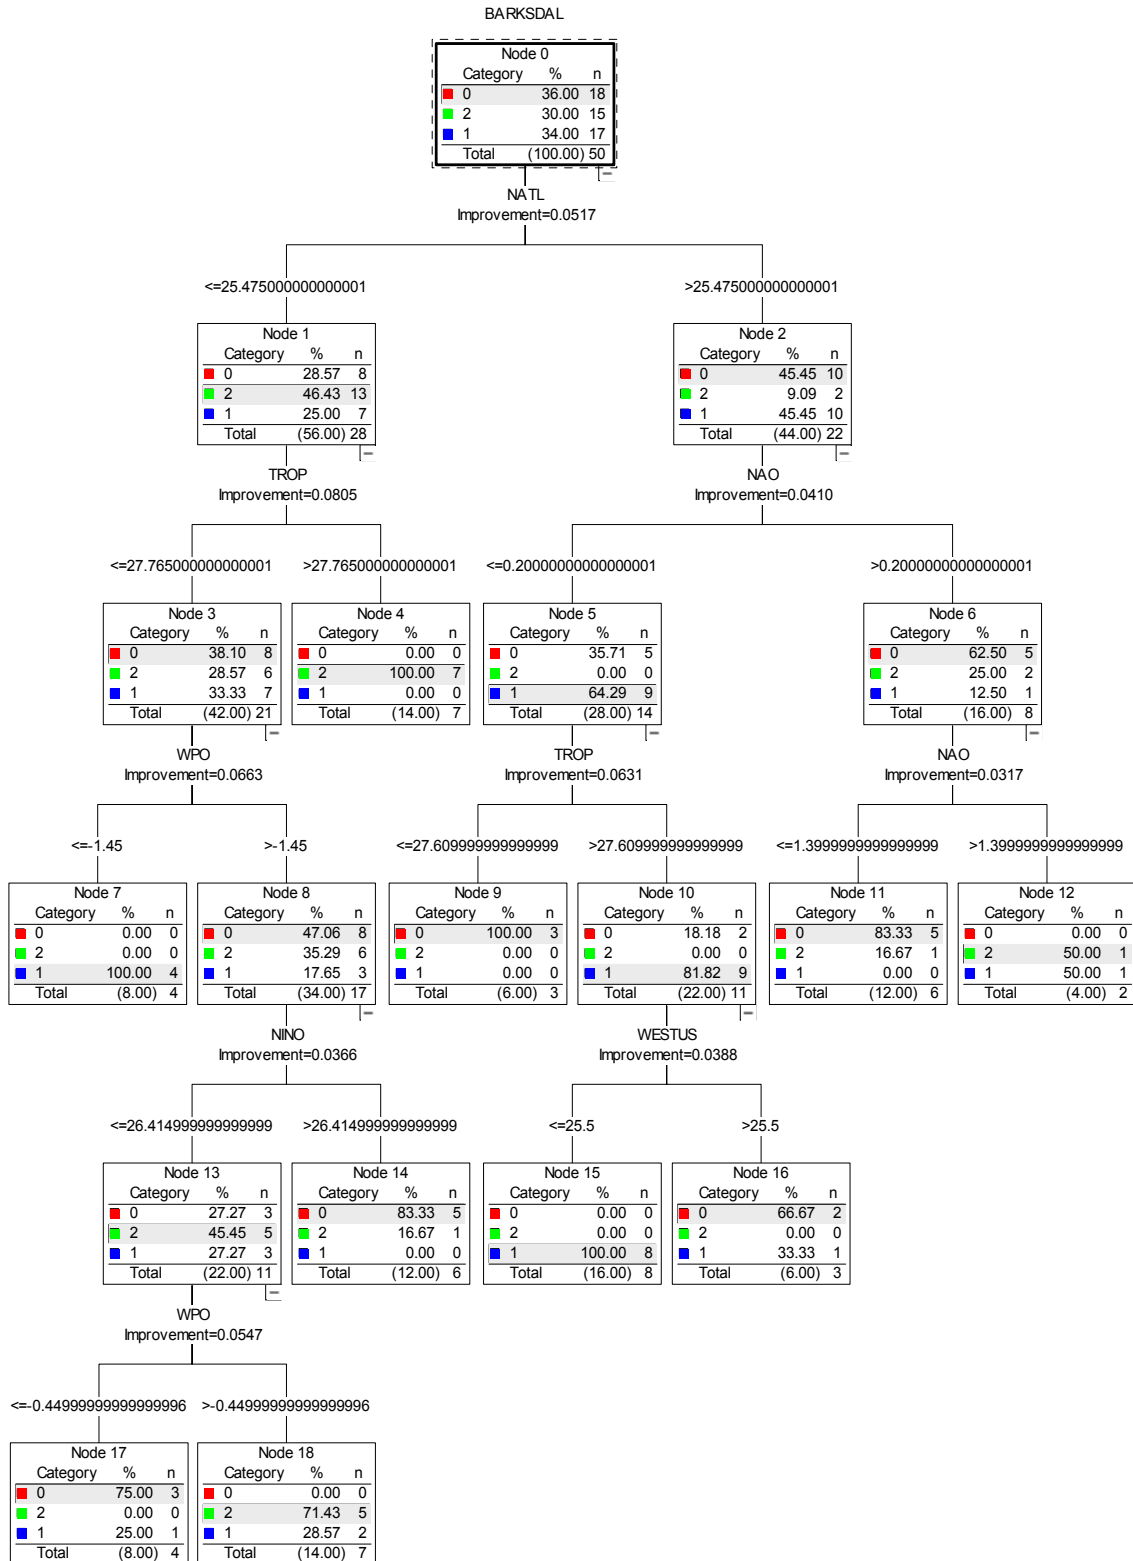 BARKSDAL
Node 0
Category % n
0 36.00 18
2 30.00 15
1 34.00 17
Total (100.00) 50
NATL
Improvement=0.0517
<=25.475000000000001
>25.475000000000001
Node 1
Category % n
0 28.57 8
2 46.43 13
1 25.00 7
Total (56.00) 28
Node 2
Category % n
0 45.45 10
2 9.09 2
1 45.45 10
Total (44.00) 22
TROP
Improvement=0.0805
NAO
Improvement=0.0410
<=27.765000000000001
>27.765000000000001
<=0.20000000000000001
>0.20000000000000001
Node 3
Category % n
0 38.10 8
2 28.57 6
1 33.33 7
Total (42.00) 21
Node 4
Category % n
0 0.00 0
2 100.00 7
1 0.00 0
Total (14.00) 7
Node 5
Category % n
0 35.71 5
2 0.00 0
1 64.29 9
Total (28.00) 14
Node 6
Category % n
0 62.50 5
2 25.00 2
1 12.50 1
Total (16.00) 8
WPO
Improvement=0.0663
TROP
Improvement=0.0631
NAO
Improvement=0.0317
<=-1.45
>-1.45
<=27.609999999999999
>27.609999999999999
<=1.3999999999999999
>1.3999999999999999
Node 7
Category % n
0 0.00 0
2 0.00 0
1 100.00 4
Total (8.00) 4
Node 8
Category % n
0 47.06 8
2 35.29 6
1 17.65 3
Total (34.00) 17
Node 9
Category % n
0 100.00 3
2 0.00 0
1 0.00 0
Total (6.00) 3
Node 10
Category % n
0 18.18 2
2 0.00 0
1 81.82 9
Total (22.00) 11
Node 11
Category % n
0 83.33 5
2 16.67 1
1 0.00 0
Total (12.00) 6
Node 12
Category % n
0 0.00 0
2 50.00 1
1 50.00 1
Total (4.00) 2
NINO
Improvement=0.0366
WESTUS
Improvement=0.0388
<=26.414999999999999
>26.414999999999999
<=25.5
>25.5
Node 13
Category % n
0 27.27 3
2 45.45 5
1 27.27 3
Total (22.00) 11
Node 14
Category % n
0 83.33 5
2 16.67 1
1 0.00 0
Total (12.00) 6
Node 15
Category % n
0 0.00 0
2 0.00 0
1 100.00 8
Total (16.00) 8
Node 16
Category % n
0 66.67 2
2 0.00 0
1 33.33 1
Total (6.00) 3
WPO
Improvement=0.0547
<=-0.44999999999999996
>-0.44999999999999996
Node 17
Category % n
0 75.00 3
2 0.00 0
1 25.00 1
Total (8.00) 4
Node 18
Category % n
0 0.00 0
2 71.43 5
1 28.57 2
Total (14.00) 7